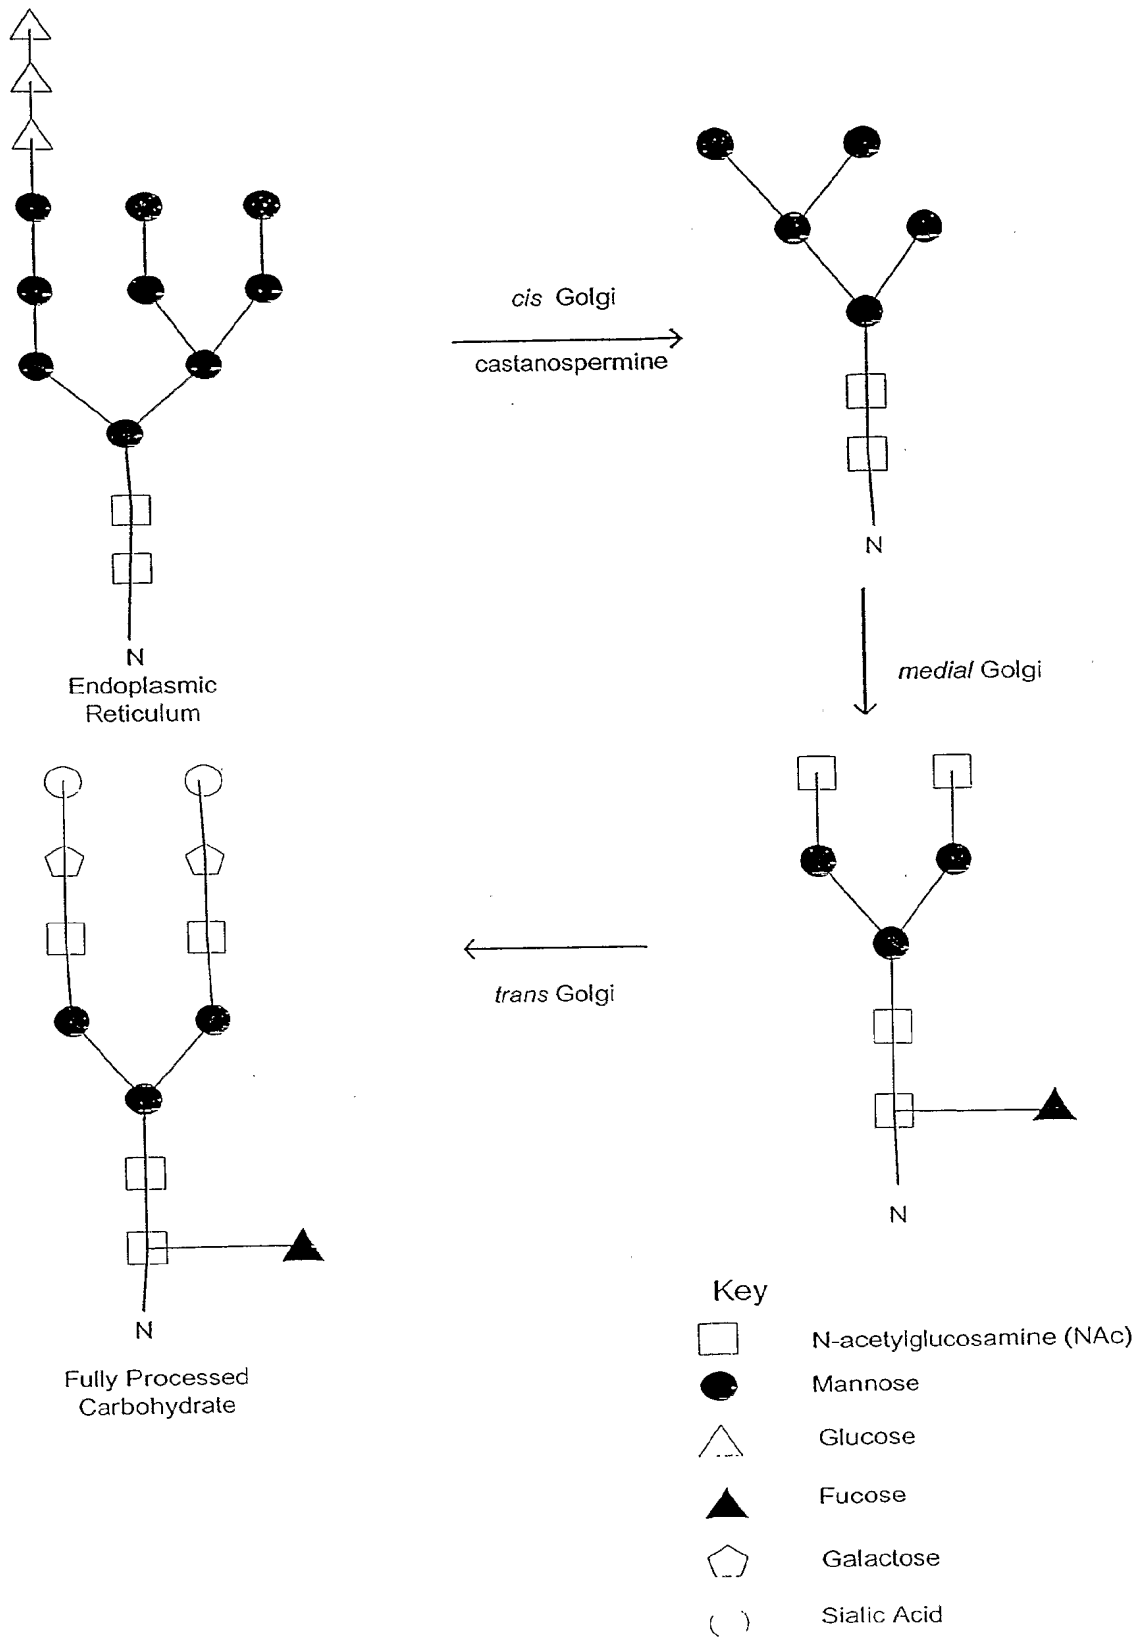 cis Golgi
castanospermine
N
N
Endoplasmic
Reticulum
medial Golgi
trans Golgi
N
N
Fully Processed
Carbohydrate
Key
N-acetylglucosamine (NAc)
Mannose
Glucose
Fucose
Galactose
Sialic Acid